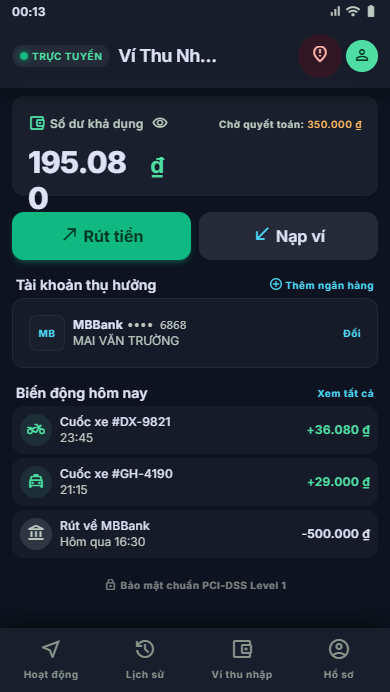 00:13
TRỰC TUYẾN
Ví Thu Nh...
Số dư khả dụng
Chờ quyết toán: 350.000 ₫
195.08
0
₫
Rút tiền
Nạp ví
Tài khoản thụ hưởng
Thêm ngân hàng
MB
MBBank •••• 6868
MAI VĂN TRƯỜNG
Đổi
Biến động hôm nay
Xem tất cả
Cuốc xe #DX-9821
23:45
+36.080 ₫
Cuốc xe #GH-4190
21:15
+29.000 ₫
Rút về MBBank
Hôm qua 16:30
-500.000 ₫
Bảo mật chuẩn PCI-DSS Level 1
Hoạt động
Lịch sử
Ví thu nhập
Hồ sơ